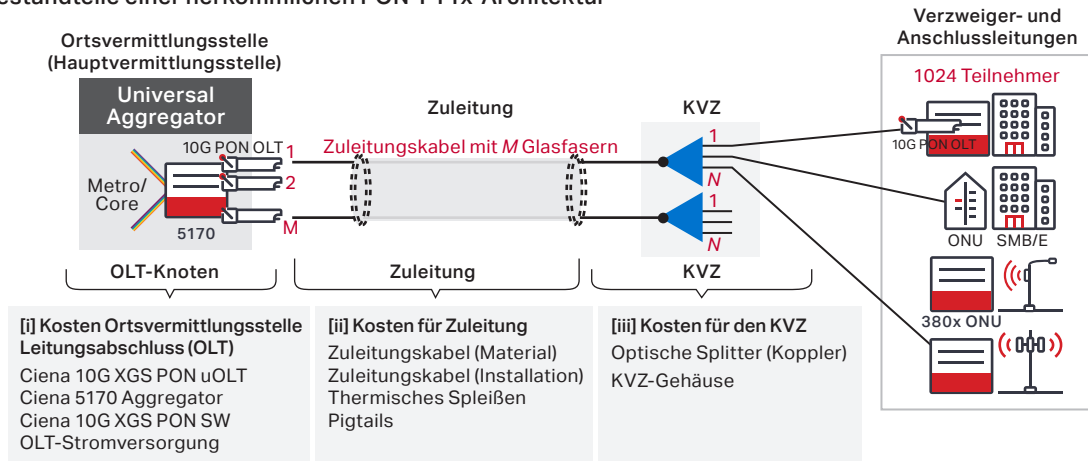 estandteile einer herkömmlichen PON-FTTx-Architektur
Ortsvermittlungsstelle
(Hauptvermittlungsstelle)
Universal
Aggregator
10G PON OLT
Metro/
Core
5170
1
2
M
OLT-Knoten
Zuleitung
Zuleitungskabel mit M Glasfasern
Zuleitung
KVZ
1
N
1
N
KVZ
Verzweiger- und
Anschlussleitungen
1024 Teilnehmer
10G PON OLT
ONU
SMB/E
380x ONU
[i] Kosten Ortsvermittlungsstelle
Leitungsabschluss (OLT)
Ciena 10G XGS PON uOLT
Ciena 5170 Aggregator
Ciena 10G XGS PON SW
OLT-Stromversorgung
[ii] Kosten für Zuleitung
Zuleitungskabel (Material)
Zuleitungskabel (Installation)
Thermisches Spleißen
Pigtails
[iii] Kosten für den KVZ
Optische Splitter (Koppler)
KVZ-Gehäuse